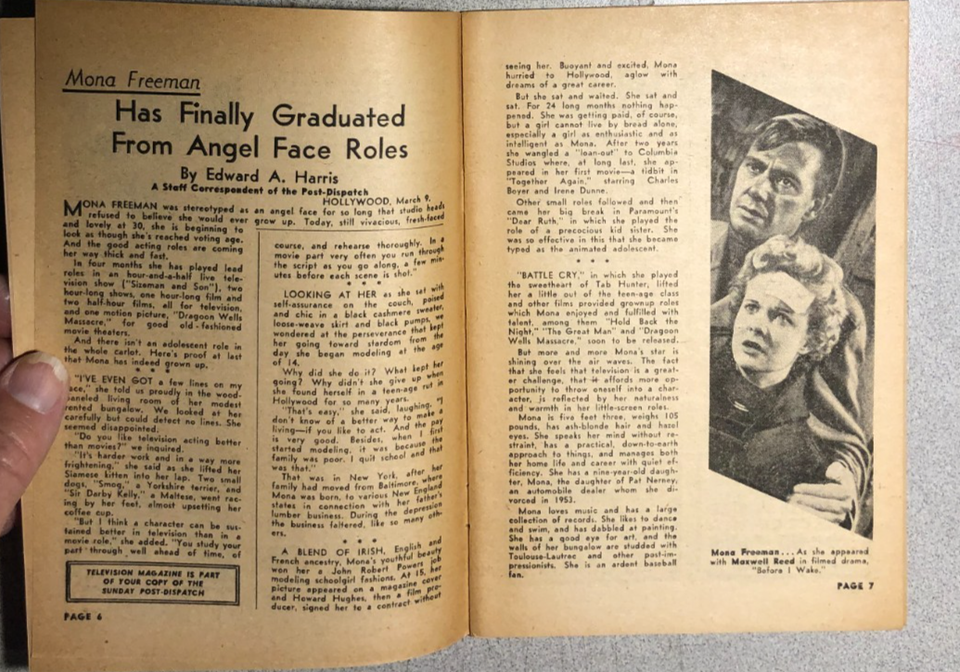 Mona Freeman
Has Finally Graduated
From Angel Face Roles
By Edward A. Harris
A Staff Correspondent of the Post-Dispatch
HOLLYWOOD, March 9.
MONA FREEMAN was stereotyped as an angel face for so long that studio heads
refused to believe she would ever grow up. Today, still vivacious, fresh-faced
and lovely at 30, she is beginning to
look as though she's reached voting age.
And the good acting roles are coming
her way thick and fast.
In four months she has played lead
roles in an hour-and-a-half live tele-
vision show ("Sizeman and Son"), two
hour-long shows, one hour-long film and
two half-hour films, all for television,
and one motion picture, "Dragoon Wells
Massacre," for good old-fashioned
movie theaters.
And there isn't an adolescent role in
the whole carlot. Here's proof at last
that Mona has indeed grown up.
* *
"I'VE EVEN GOT a few lines on my
face," she told us proudly in the wood-
paneled living room of her modest
rented bungalow. We looked at her
carefully but could detect no lines. She
seemed disappointed.
"Do you like television acting better
than movies?" we inquired.
"It's harder work and in a way more
frightening," she said as she lifted her
Siamese kitten into her lap. Two small
dogs, "Smog," a Yorkshire terrier, and
"Sir Darby Kelly," a Maltese, went rac-
ing by her feet, almost upsetting her
coffee cup.
"But I think a character can be sus-
tained better in television than in a
movie role," she added. "You study your
part through well ahead of time, of
TELEVISION MAGAZINE IS PART
OF YOUR COPY OF THE
SUNDAY POST-DISPATCH
PAGE 6
course, and rehearse thoroughly. In a
movie part very often you run through
the script as you go along, a few min-
utes before each scene is shot."
* * *
LOOKING AT HER as she sat with
self-assurance on the couch, poised
and chic in a black cashmere sweater,
loose-weave skirt and black pumps, we
wondered at the perseverance that kept
her going toward stardom from the
day she began modeling at the age
of 14.
Why did she do it? What kept her
going? Why didn't she give up when
she found herself in a teen-age rut in
Hollywood for so many years.
"That's easy," she said, laughing. "I
don't know of a better way to make a
living—if you like to act. And the pay
is very good. Besides, when I first
started modeling, it was because the
family was poor. I quit school and that
was that."
That was in New York, after her
family had moved from Baltimore, where
Mona was born, to various New England
states in connection with her father's
lumber business. During the depression
the business faltered, like so many oth-
ers.
* * *
A BLEND OF IRISH, English and
French ancestry, Mona's youthful beauty
won her a John Robert Powers job
modeling schoolgirl fashions. At 15, her
picture appeared on a magazine cover
and Howard Hughes, then a film pro-
ducer, signed her to a contract without
seeing her. Buoyant and excited, Mona
hurried to Hollywood, aglow with
dreams of a great career.
But she sat and waited. She sat and
sat. For 24 long months nothing hap-
pened. She was getting paid, of course,
but a girl cannot live by bread alone,
especially a girl as enthusiastic and as
intelligent as Mona. After two years
she wangled a "loan-out" to Columbia
Studios where, at long last, she ap-
peared in her first movie—a tidbit in
"Together Again," starring Charles
Boyer and Irene Dunne.
Other small roles followed and then
came her big break in Paramount's
"Dear Ruth," in which she played the
role of a precocious kid sister. She
was so effective in this that she became
typed as the animated adolescent.
* * *
"BATTLE CRY," in which she played
the sweetheart of Tab Hunter, lifted
her a little out of the teen-age class
and other films provided grownup roles
which Mona enjoyed and fulfilled with
talent, among them "Hold Back the
Night," "The Great Man" and "Dragoon
Wells Massacre," soon to be released.
But more and more Mona's star is
shining over the air waves. The fact
that she feels that television is a great-
er challenge, that it affords more op-
portunity to throw oneself into a char-
acter, is reflected by her naturalness
and warmth in her little-screen roles.
Mona is five feet three, weighs 105
pounds, has ash-blonde hair and hazel
eyes. She speaks her mind without re-
straint, has a practical, down-to-earth
approach to things, and manages both
her home life and career with quiet ef-
ficiency. She has a nine-year-old daugh-
ter, Mona, the daughter of Pat Nerney,
an automobile dealer whom she di-
vorced in 1953.
Mona loves music and has a large
collection of records. She likes to dance
and swim, and has dabbled at painting.
She has a good eye for art, and the
walls of her bungalow are studded with
Toulouse-Lautrec and other post-im-
pressionists. She is an ardent baseball
fan.
Mona Freeman...As she appeared
with Maxwell Reed in filmed drama,
"Before I Wake."
PAGE 7